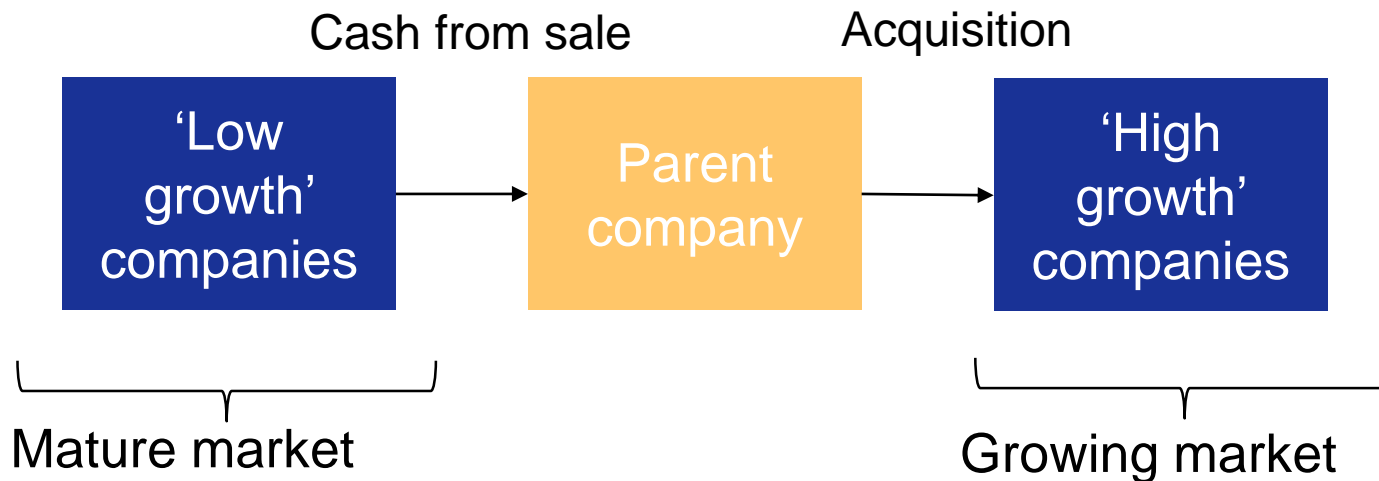 Cash from sale
Acquisition
‘Low
growth’
companies
Parent
company
‘High
growth’
companies
Mature market
Growing market